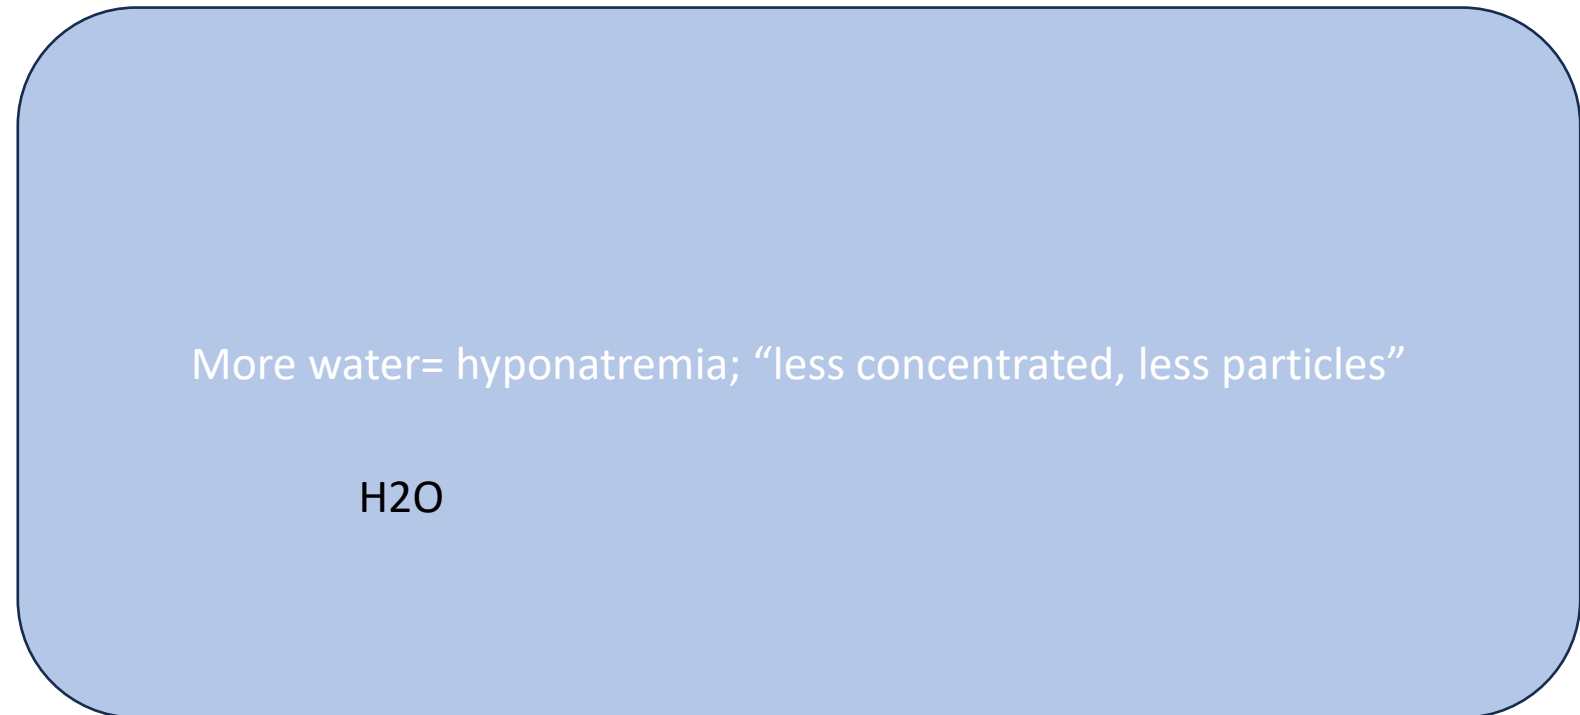 More water= hyponatremia; “less concentrated, less particles”
H2O